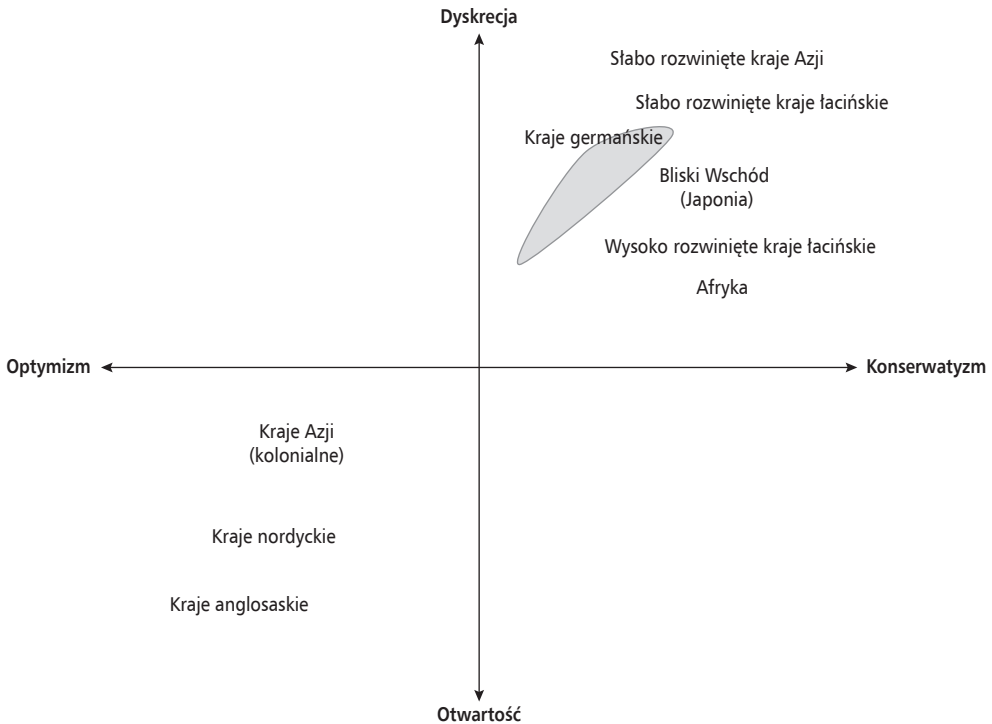 Dyskrecja
Słabo rozwinięte kraje Azji
Słabo rozwinięte kraje łacińskie
Kraje germańskie
Bliski Wschód
(Japonia)
Wysoko rozwinięte kraje łacińskie
Afryka
Optymizm
Konserwatyzm
Kraje Azji
(kolonialne)
Kraje nordyckie
Kraje anglosaskie
Otwartość